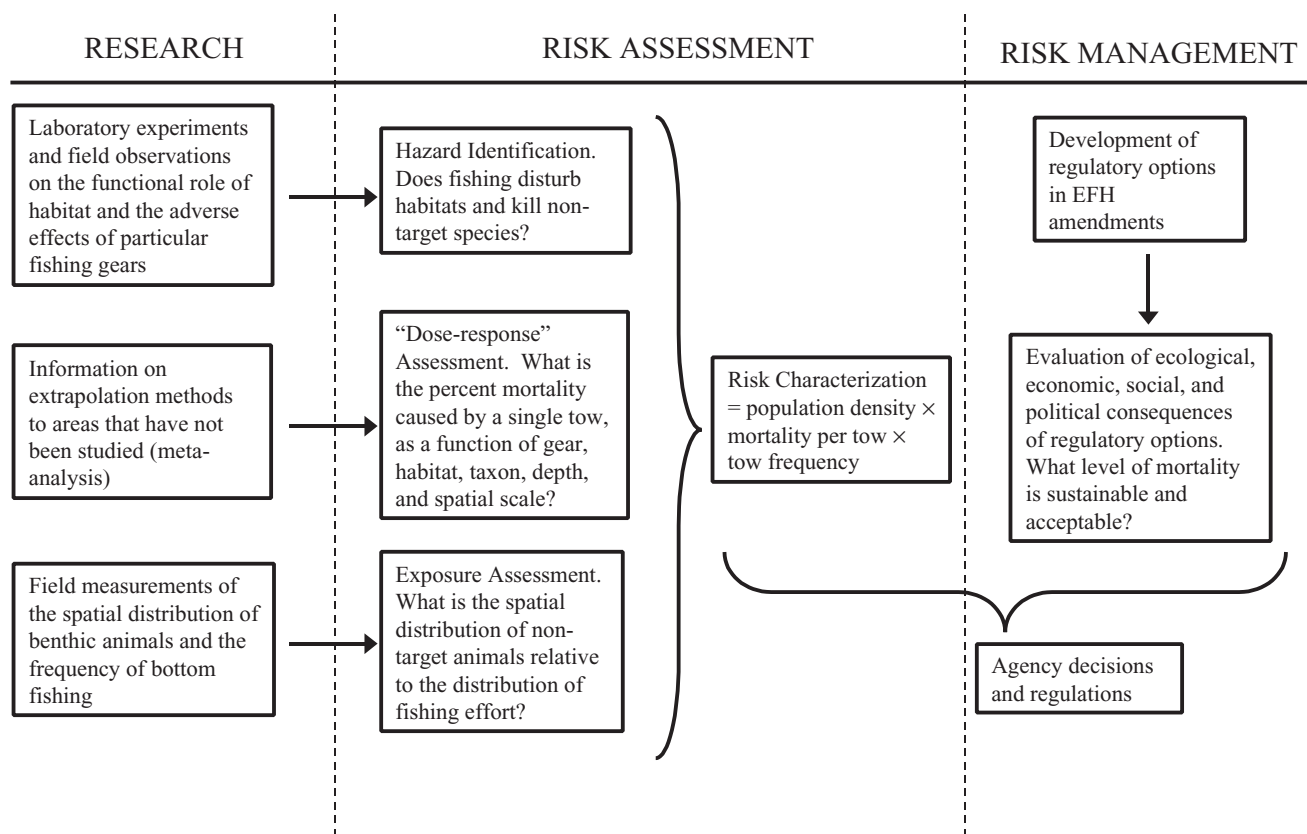 RESEARCH
RISK ASSESSMENT
RISK MANAGEMENT
Laboratory experiments
and field observations
on the functional role of
habitat and the adverse
effects of particular
fishing gears
Hazard Identification.
Does fishing disturb
habitats and kill non-
target species?
Development of
regulatory options
in EFH
amendments
Information on
extrapolation methods
to areas that have not
been studied (meta-
analysis)
“Dose-response”
Assessment.  What is
the percent mortality
caused by a single tow,
as a function of gear,
habitat, taxon, depth,
and spatial scale?
Risk Characterization
= population density ×
mortality per tow ×
tow frequency
Evaluation of ecological,
economic, social, and
political consequences
of regulatory options.
What level of mortality
is sustainable and
acceptable?
Field measurements of
the spatial distribution of
benthic animals and the
frequency of bottom
fishing
Exposure Assessment.
What is the spatial
distribution of non-
target animals relative
to the distribution of
fishing effort?
Agency decisions
and regulations